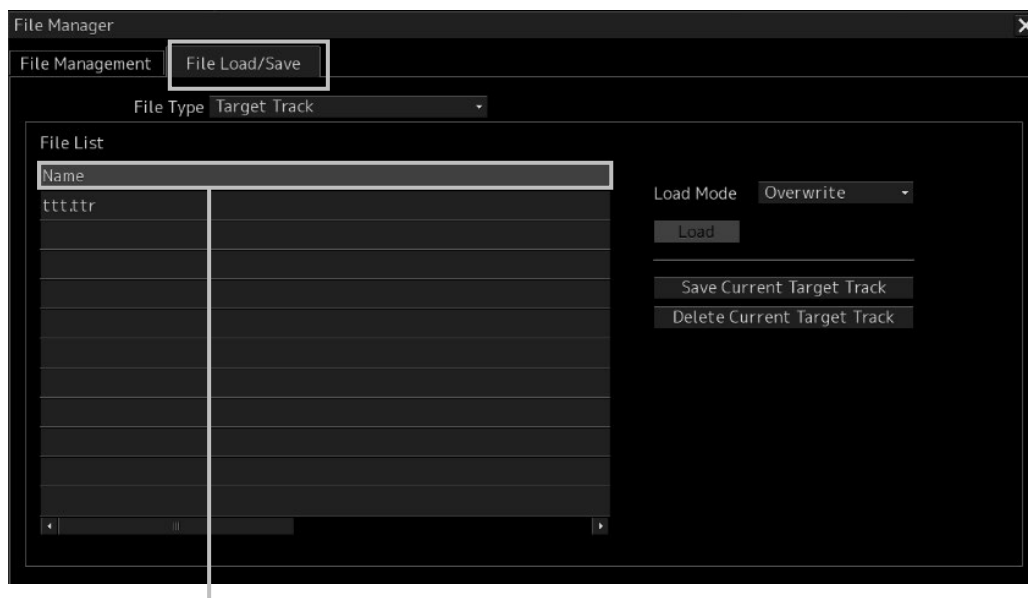 File Manager
File Management
File Load/Save
File Type Target Track
File List
Name
ttt.ttr
Load Mode Overwrite
Load
Save Current Target Track
Delete Current Target Track